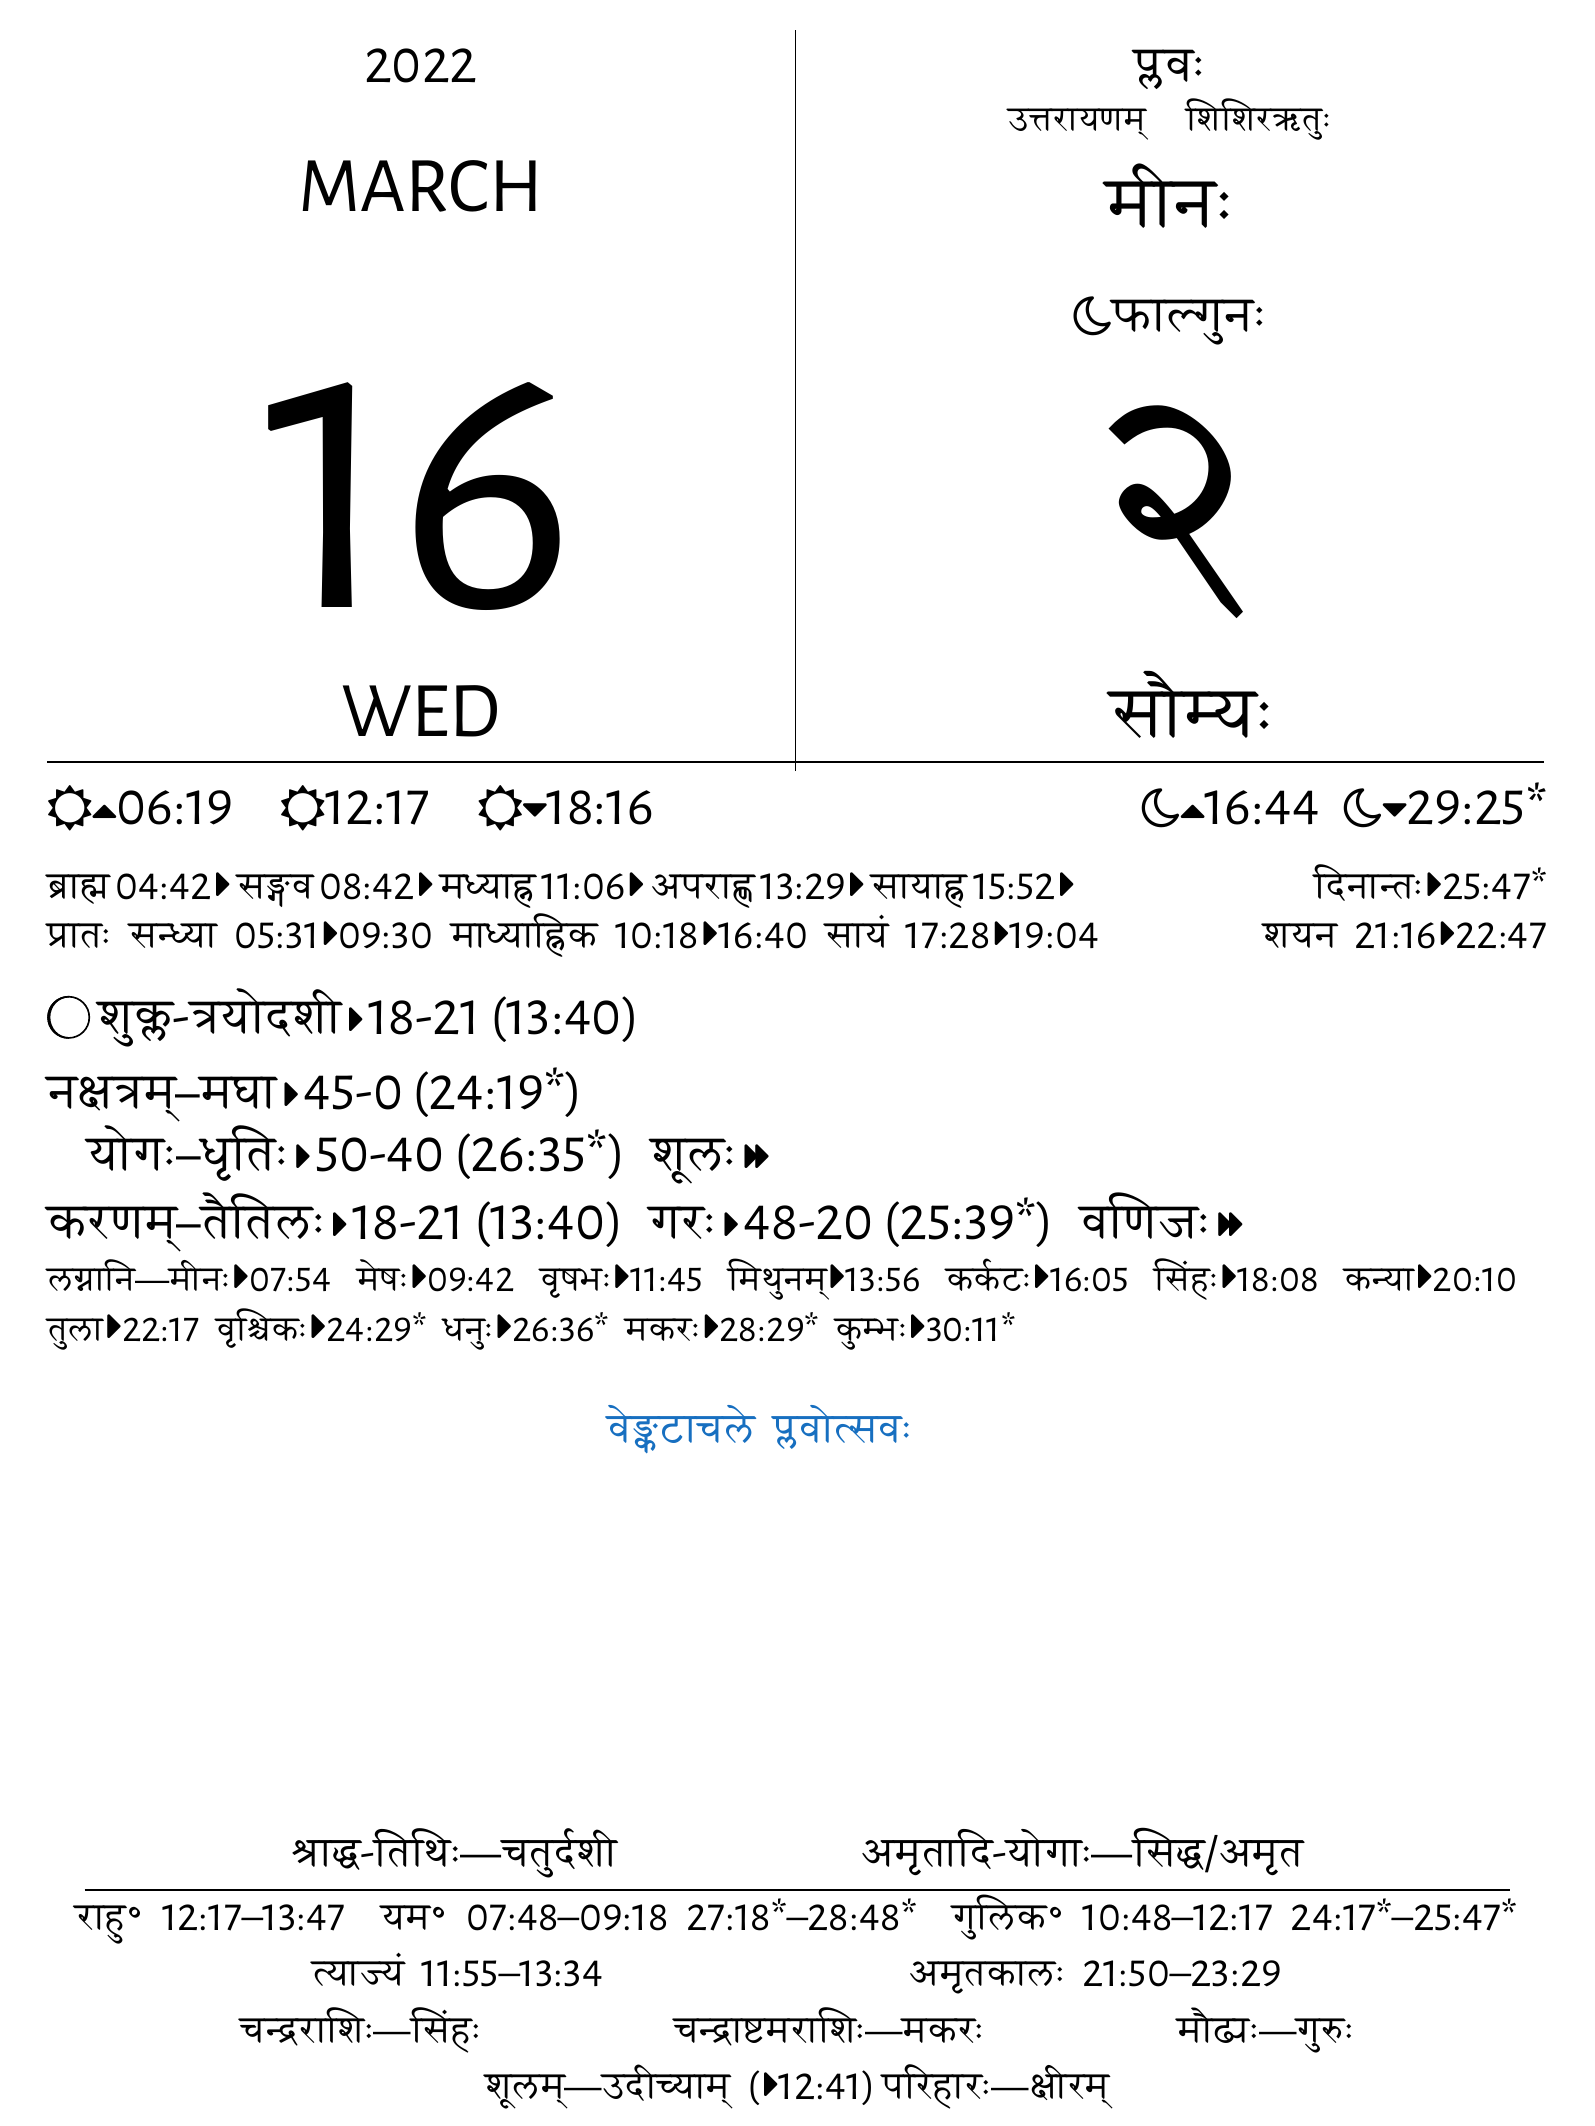 2022
MARCH
16
WED
प्लवः
उत्तरायणम् शिशिरऋतुः
मीनः
फाल्गुनः
२
सौम्यः
06:19 12:17 18:16 16:44 29:25*
ब्राह्म 04:42 सङ्गव 08:42 मध्याह्न 11:06 अपराह्ण 13:29 सायाह्न 15:52 दिनान्तः 25:47*
प्रातः सन्ध्या 05:31 09:30 माध्याह्निक 10:18 16:40 सायं 17:28 19:04 शयन 21:16 22:47
शुक्ल-त्रयोदशी 18-21 (13:40)
नक्षत्रम्–मघा 45-0 (24:19*)
योगः–धृतिः 50-40 (26:35*) शूलः
करणम्–तैतिलः 18-21 (13:40) गरः 48-20 (25:39*) वणिजः
लग्नानि—मीनः 07:54 मेषः 09:42 वृषभः 11:45 मिथुनम् 13:56 कर्कटः 16:05 सिंहः 18:08 कन्या 20:10
तुला 22:17 वृश्चिकः 24:29* धनुः 26:36* मकरः 28:29* कुम्भः 30:11*
वेङ्कटाचले प्लवोत्सवः
श्राद्ध-तिथिः—चतुर्दशी अमृतादि-योगाः—सिद्ध/अमृत
राहु॰ 12:17–13:47 यम॰ 07:48–09:18 27:18*–28:48* गुलिक॰ 10:48–12:17 24:17*–25:47*
त्याज्यं 11:55–13:34 अमृतकालः 21:50–23:29
चन्द्रराशिः—सिंहः चन्द्राष्टमराशिः—मकरः मौढ्यः—गुरुः
शूलम्—उदीच्याम् (12:41) परिहारः—क्षीरम्